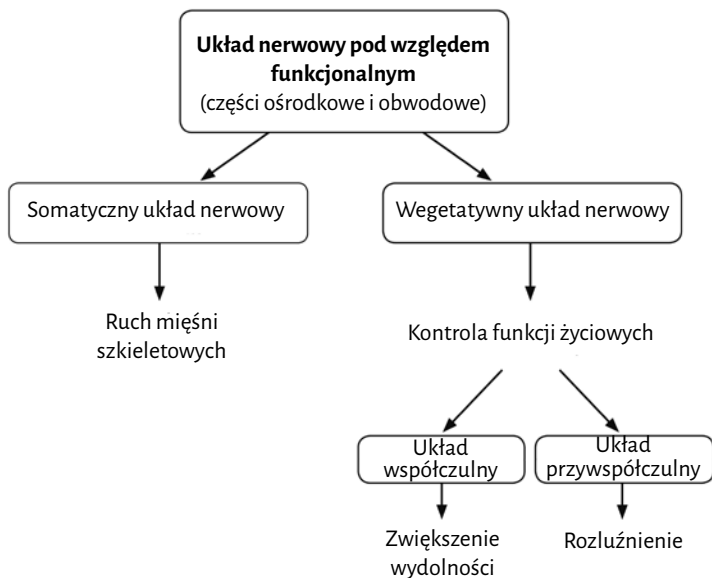 Układ nerwowy pod względem
funkcjonalnym
(części ośrodkowe i obwodowe)
Somatyczny układ nerwowy
Wegetatywny układ nerwowy
Ruch mięśni
szkieletowych
Kontrola funkcji życiowych
Układ
współczulny
Układ
przywspółczulny
Zwiększenie
wydolności
Rozluźnienie